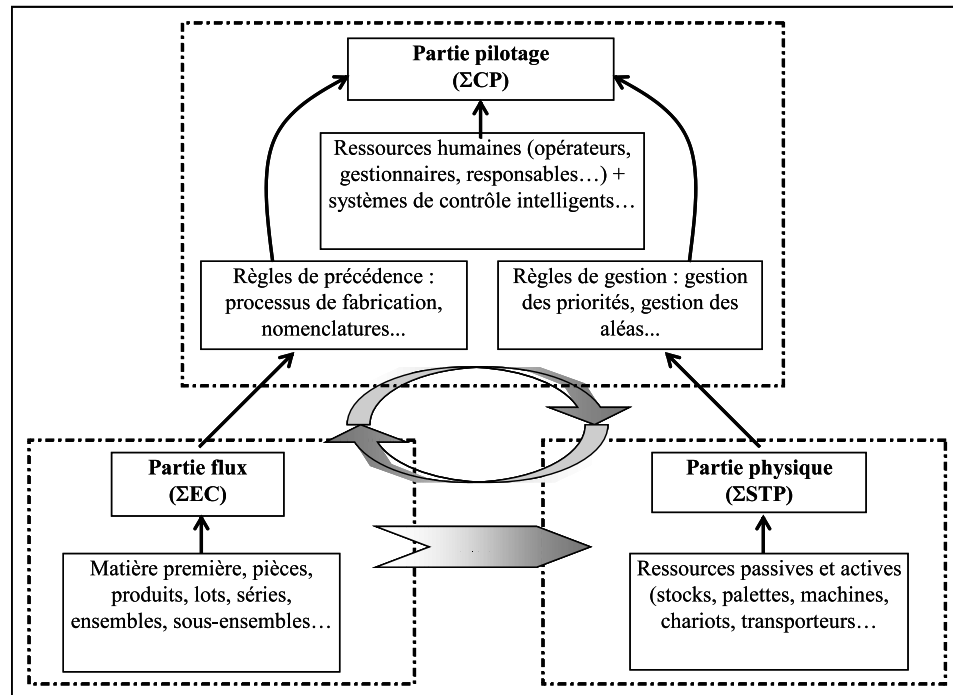 Partie pilotage
(ΣCP)
Ressources humaines (opérateurs,
gestionnaires, responsables…) +
systèmes de contrôle intelligents…
Règles de précédence :
processus de fabrication,
nomenclatures...
Règles de gestion : gestion
des priorités, gestion des
aléas...
Partie flux
(ΣEC)
Matière première, pièces,
produits, lots, séries,
ensembles, sous-ensembles…
Partie physique
(ΣSTP)
Ressources passives et actives
(stocks, palettes, machines,
chariots, transporteurs…